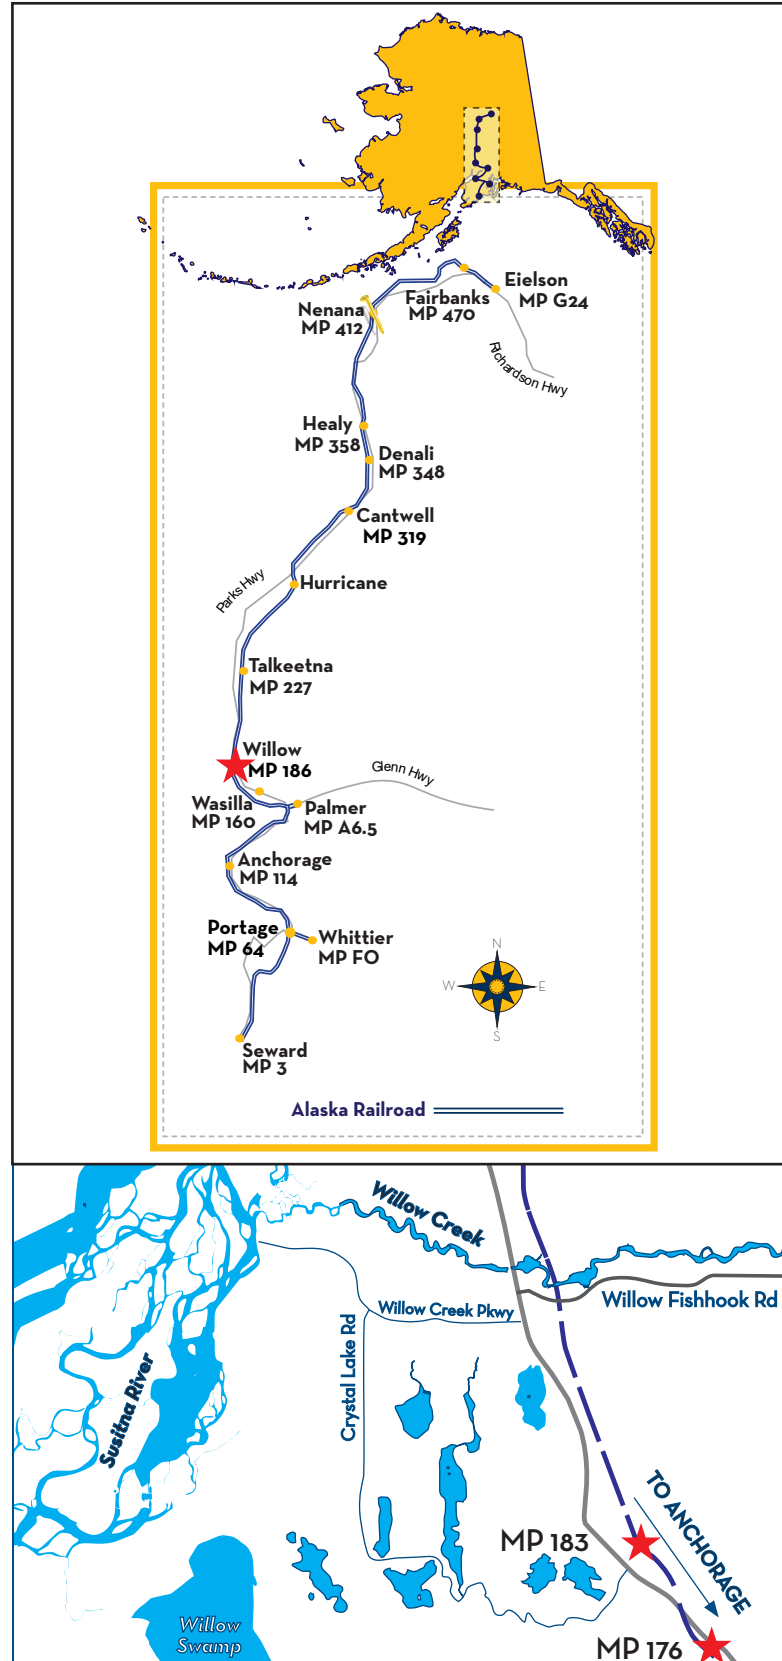 Eielson
MP G24
Fairbanks
MP 470
Nenana
MP 412
Richardson Hwy
Healy
MP 358
Denali
MP 348
Cantwell
MP 319
Parks Hwy
Hurricane
Talkeetna
MP 227
Willow
MP 186
Glenn Hwy
Wasilla
MP 160
Palmer
MP A6.5
Anchorage
MP 114
Portage
MP 64
Whittier
MP FO
N
W
E
S
Seward
MP 3
Alaska Railroad
Willow Creek
Willow Fishhook Rd
Willow Creek Pkwy
Crystal Lake Rd
Susitna River
TO ANCHORAGE
MP 183
Willow
Swamp
MP 176